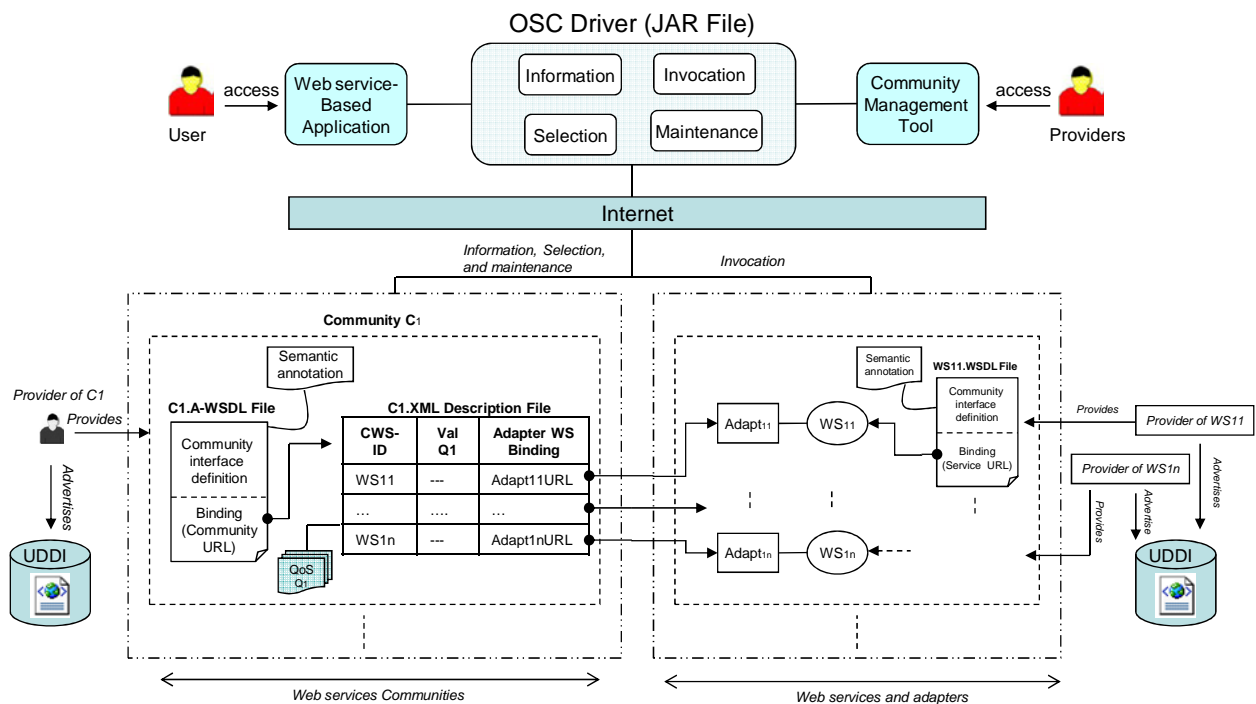 OSC Driver (JAR File)
Information
Invocation
Selection
Maintenance
access
User
Web service-
Based
Application
Community
Management
Tool
access
Providers
Internet
Information, Selection,
and maintenance
Invocation
Community C1
Semantic
annotation
Provider of C1
Provides
Advertises
UDDI
C1.A-WSDL File
Community
interface
definition
Binding
(Community
URL)
C1.XML Description File
CWS-
ID
Val
Q1
Adapter WS
Binding
WS11
---
Adapt11URL
...
....
...
WS1n
---
Adapt1nURL
QoS
Q1
Semantic
annotation
WS11.WSDL File
Community
interface
definition
Binding
(Service URL)
Adapt11
WS11
Adapt1n
WS1n
Provides
Provider of WS11
Provider of WS1n
Provides
Advertise
Advertises
UDDI
Web services Communities
Web services and adapters